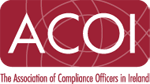 ACOI
The Association of Compliance Officers in Ireland